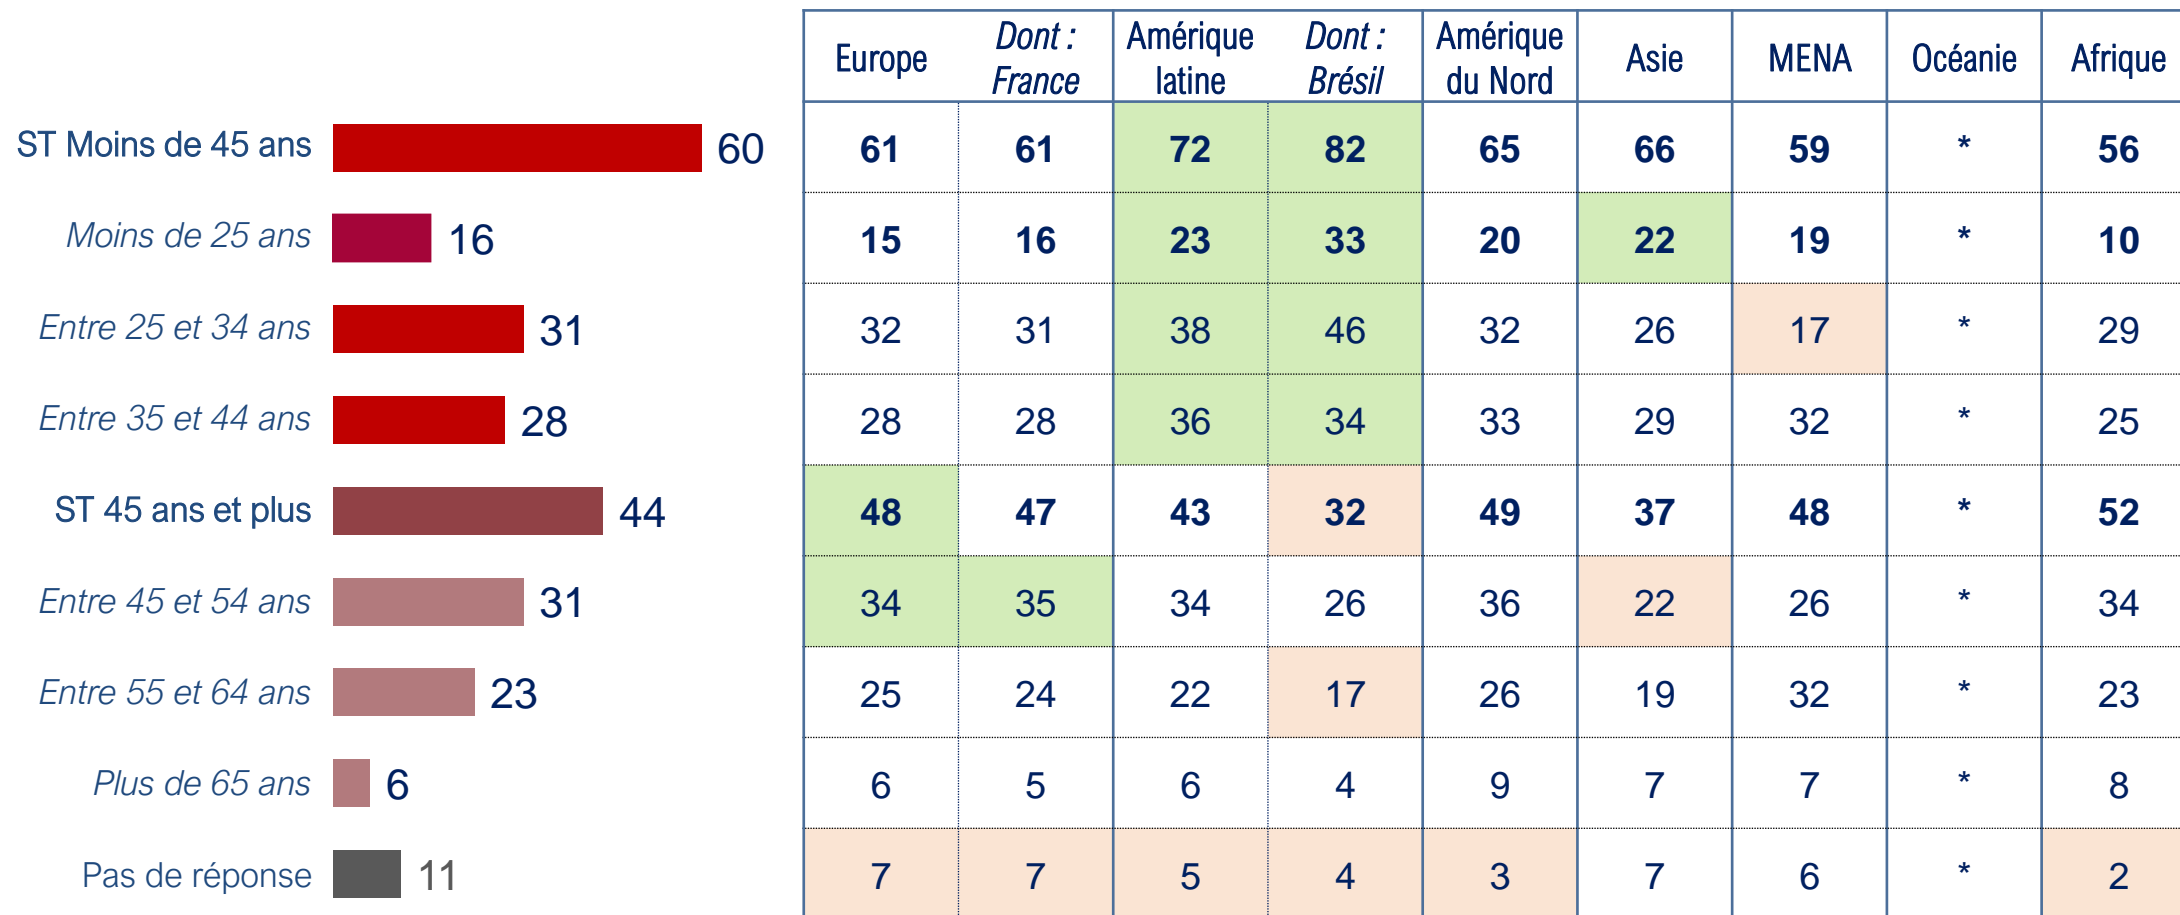 Europe Dont : France Amérique latine Dont : Brésil Amérique du Nord Asie MENA Océanie Afrique
ST Moins de 45 ans 60 61 61 72 82 65 66 59 * 56
Moins de 25 ans 16 15 16 23 33 20 22 19 * 10
Entre 25 et 34 ans 31 32 31 38 46 32 26 17 * 29
Entre 35 et 44 ans 28 28 28 36 34 33 29 32 * 25
ST 45 ans et plus 44 48 47 43 32 49 37 48 * 52
Entre 45 et 54 ans 31 34 35 34 26 36 22 26 * 34
Entre 55 et 64 ans 23 25 24 22 17 26 19 32 * 23
Plus de 65 ans 6 6 5 6 4 9 7 7 * 8
Pas de réponse 11 7 7 5 4 3 7 6 * 2